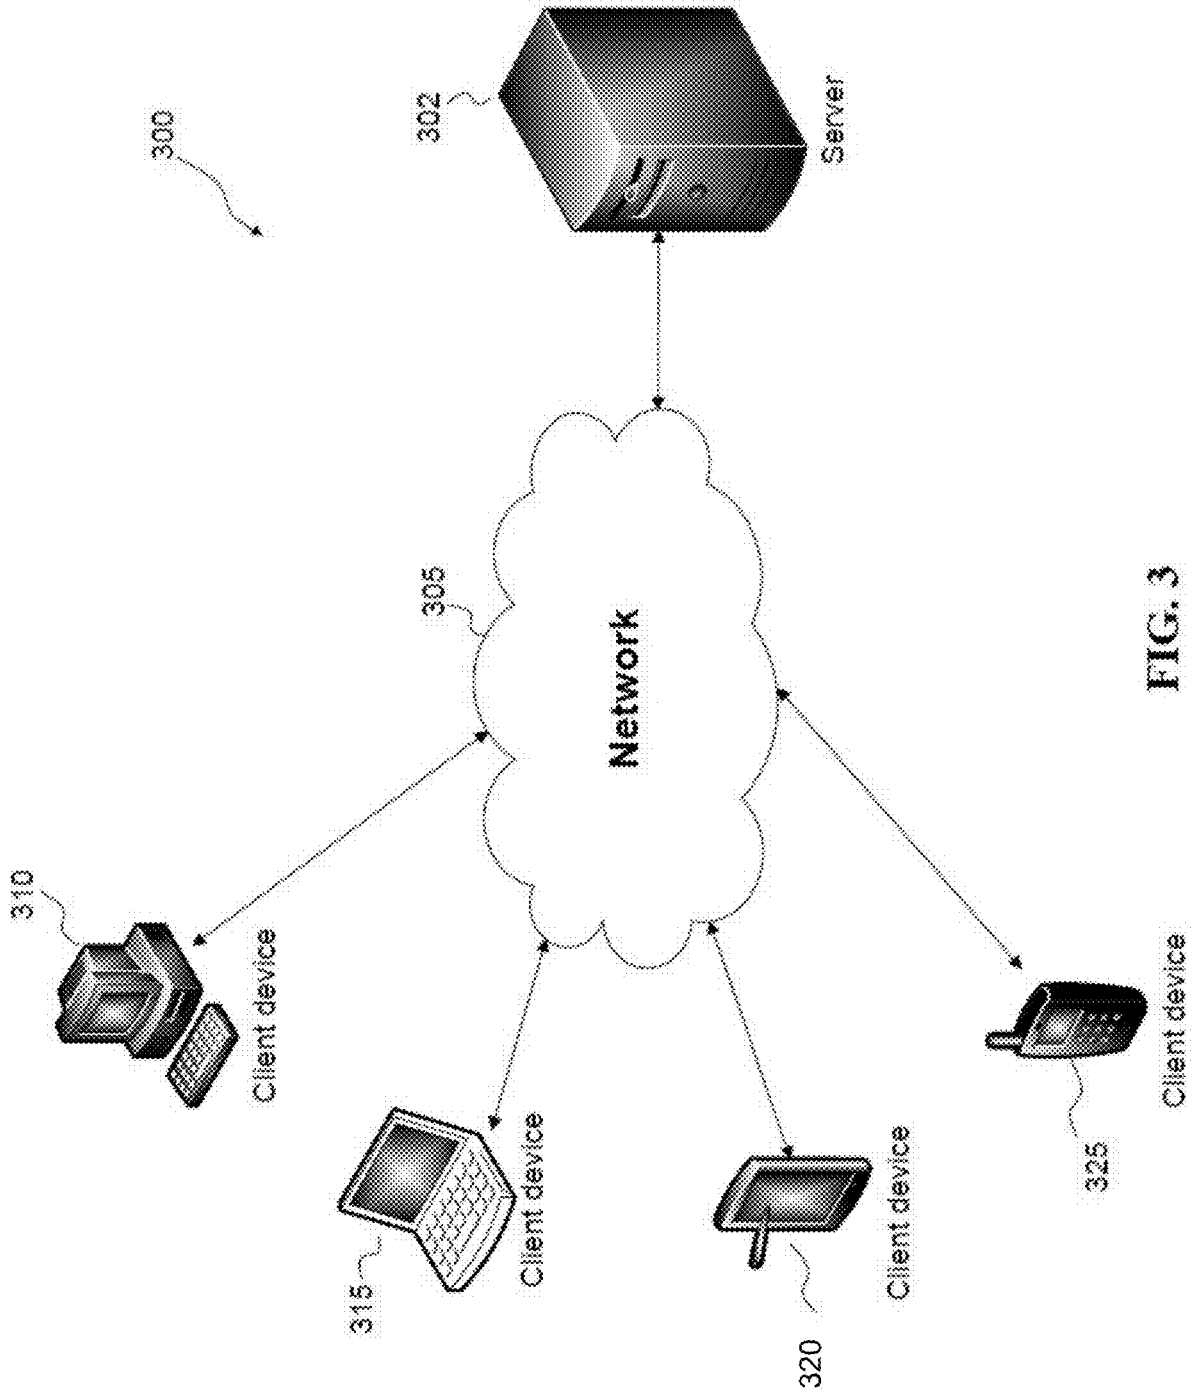 300
302
Server
305
Network
310
Client device
315
Client device
320
Client device
325
Client device
FIG. 3